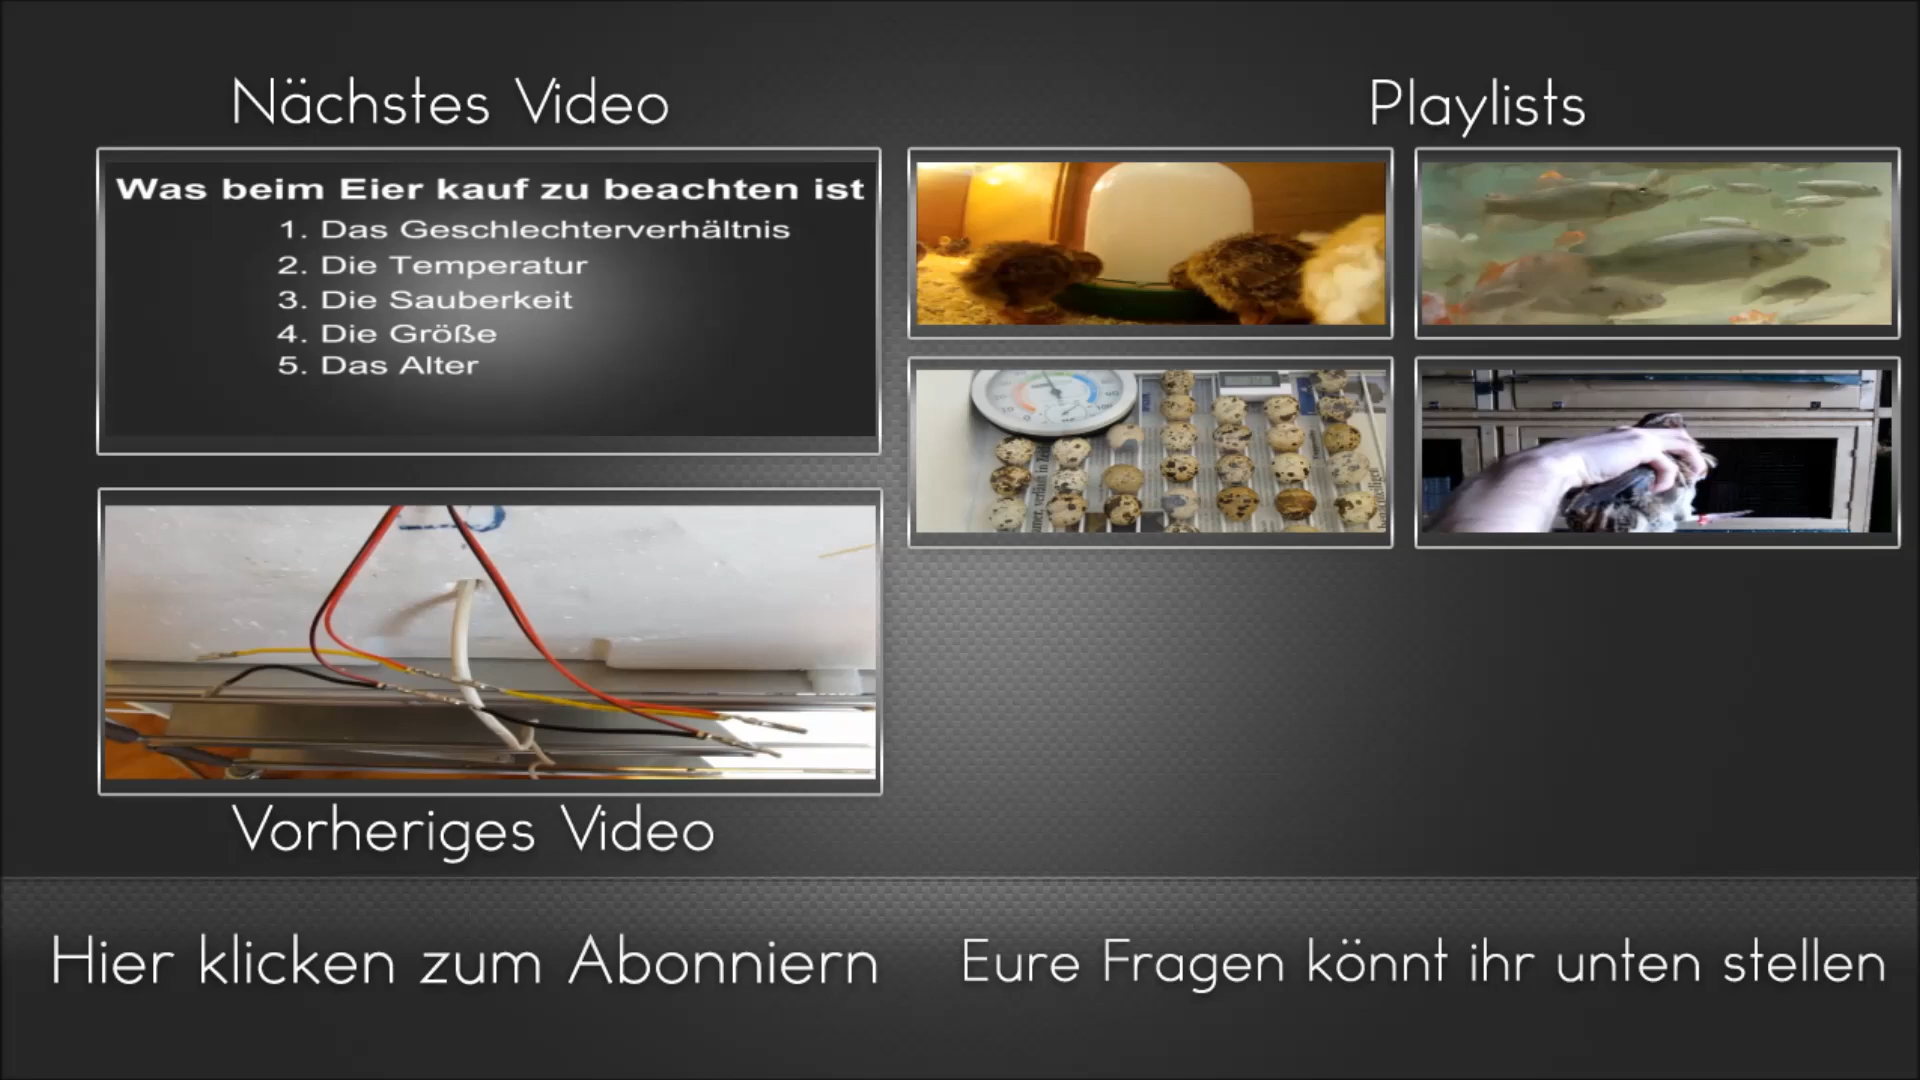 Nächstes Video
Playlists
Was beim Eier kauf zu beachten ist
1. Das Geschlechterverhältnis
2. Die Temperatur
3. Die Sauberkeit
4. Die Größe
5. Das Alter
Vorheriges Video
Hier klicken zum Abonniern
Eure Fragen könnt ihr unten stellen